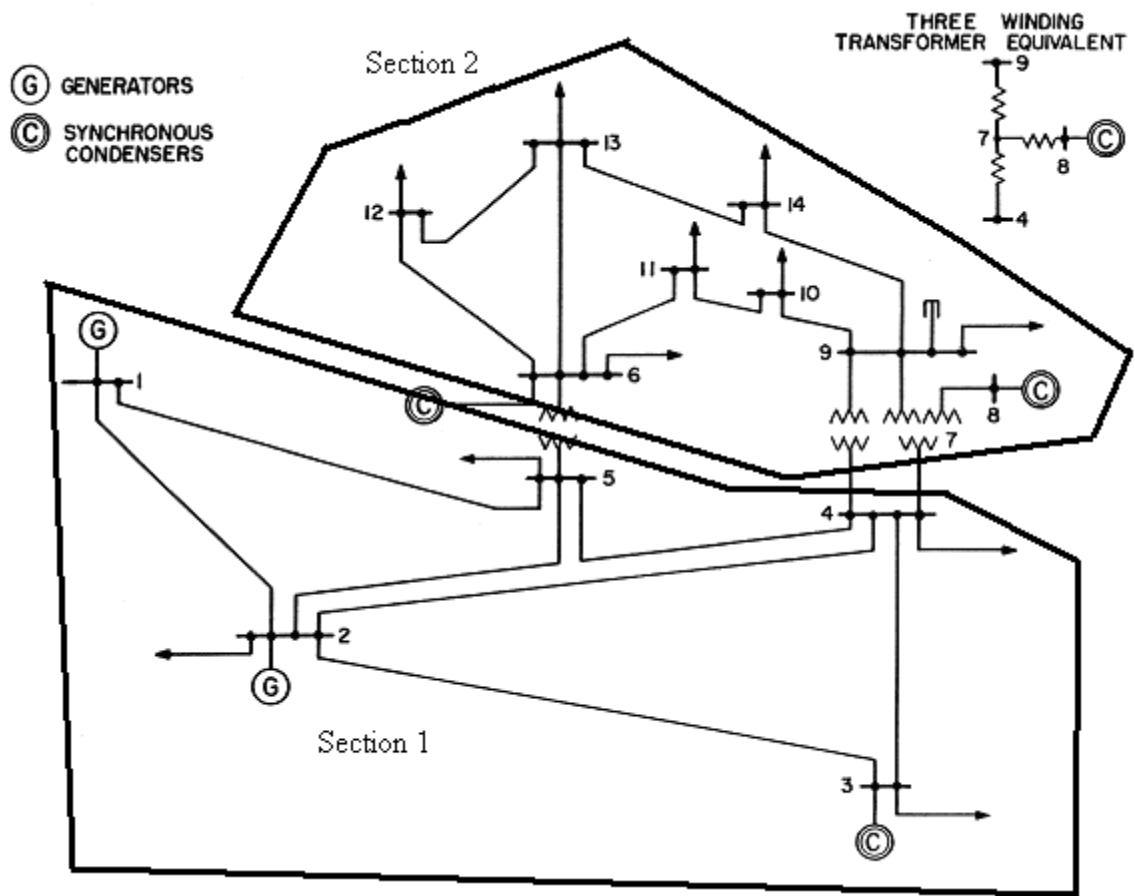 THREE WINDING
TRANSFORMER EQUIVALENT
Section 2
G GENERATORS
C SYNCHRONOUS
CONDENSERS
9
7
C
8
4
13
12
14
11
10
9
6
C
8
C
7
G
1
5
4
2
G
Section 1
3
C